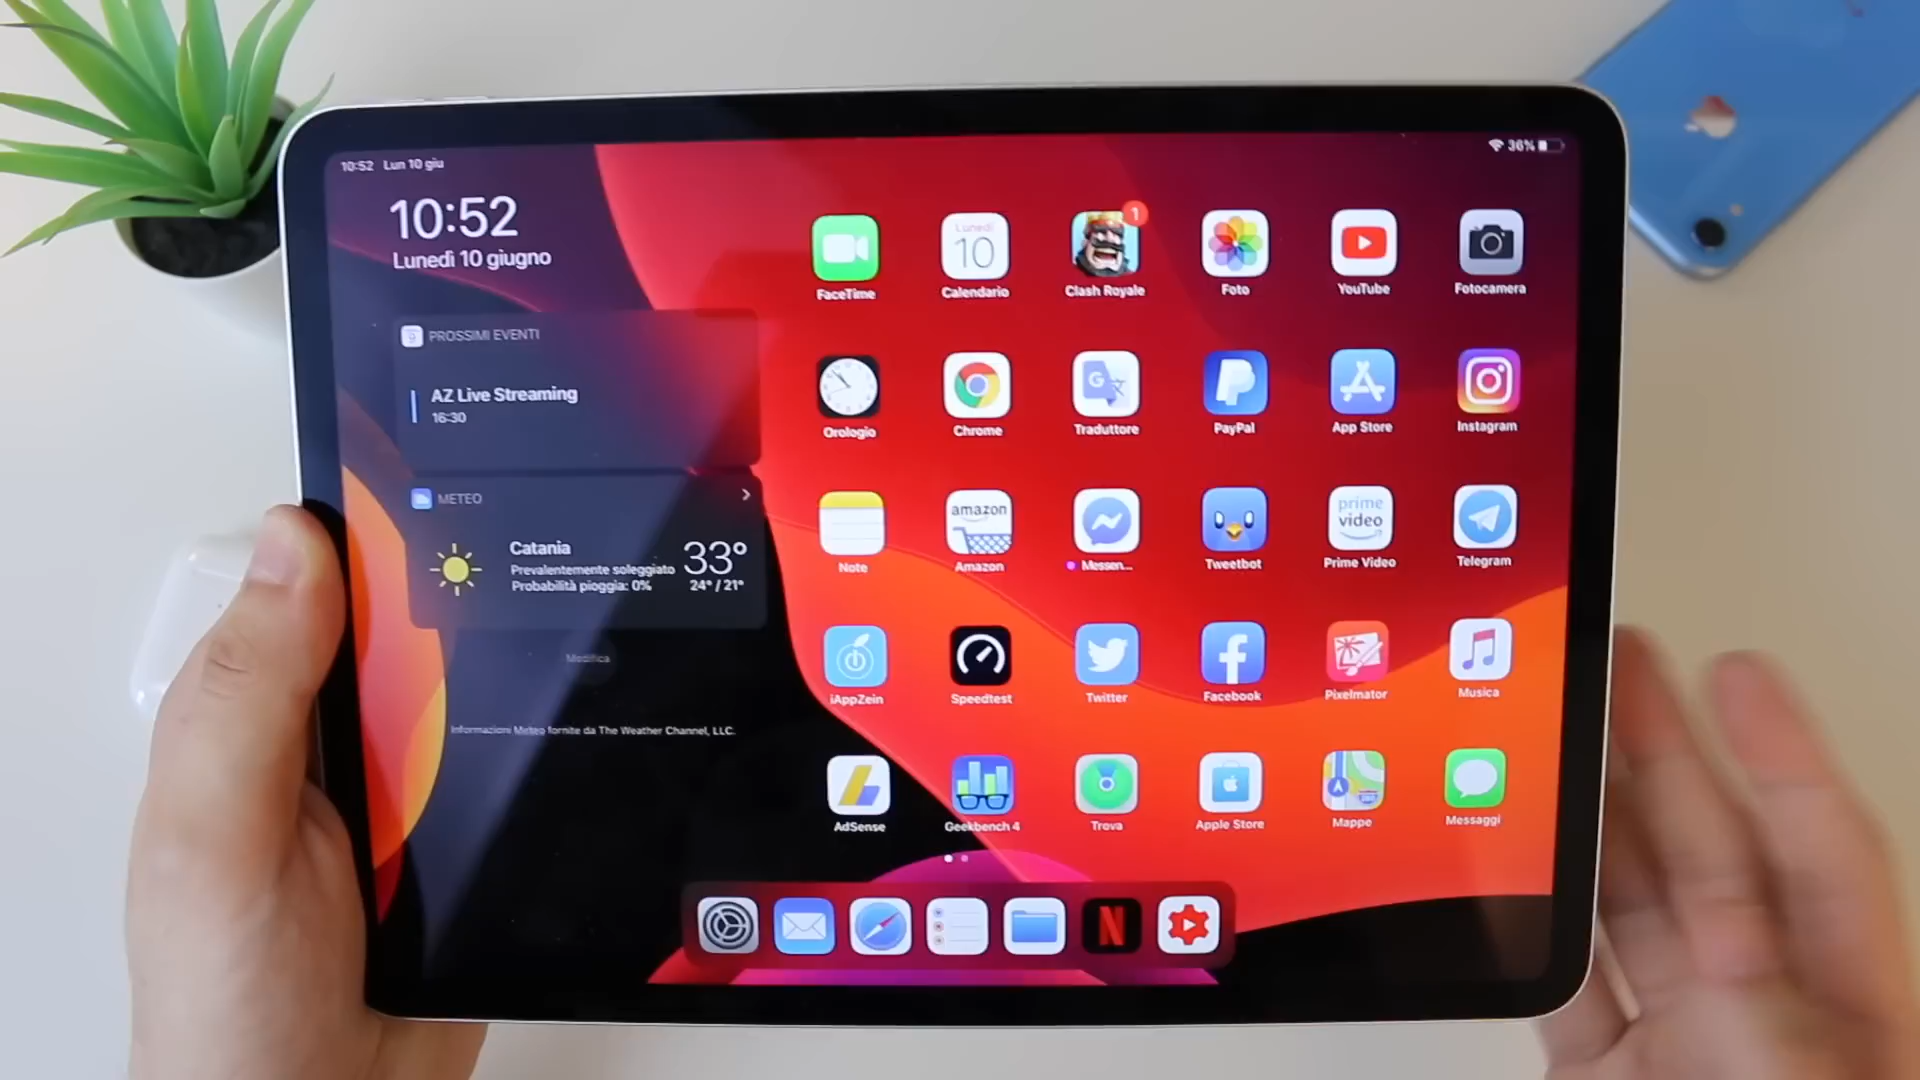 10:52 Lun 10 giu
36%
10:52
Lunedì 10 giugno
PROSSIMI EVENTI
AZ Live Streaming
16:30
METEO
Catania
Prevalentemente soleggiato
Probabilità pioggia: 0%
33°
24° / 21°
Modifica
Informazioni Meteo fornite da The Weather Channel, LLC.
Lunedì
10
1
FaceTime
Calendario
Clash Royale
Foto
YouTube
Fotocamera
G
Orologio
Chrome
Traduttore
PayPal
App Store
Instagram
amazon
prime video
Note
Amazon
Messen...
Tweetbot
Prime Video
Telegram
iAppZein
Speedtest
Twitter
Facebook
Pixelmator
Musica
AdSense
Geekbench 4
Trova
Apple Store
Mappe
Messaggi
N